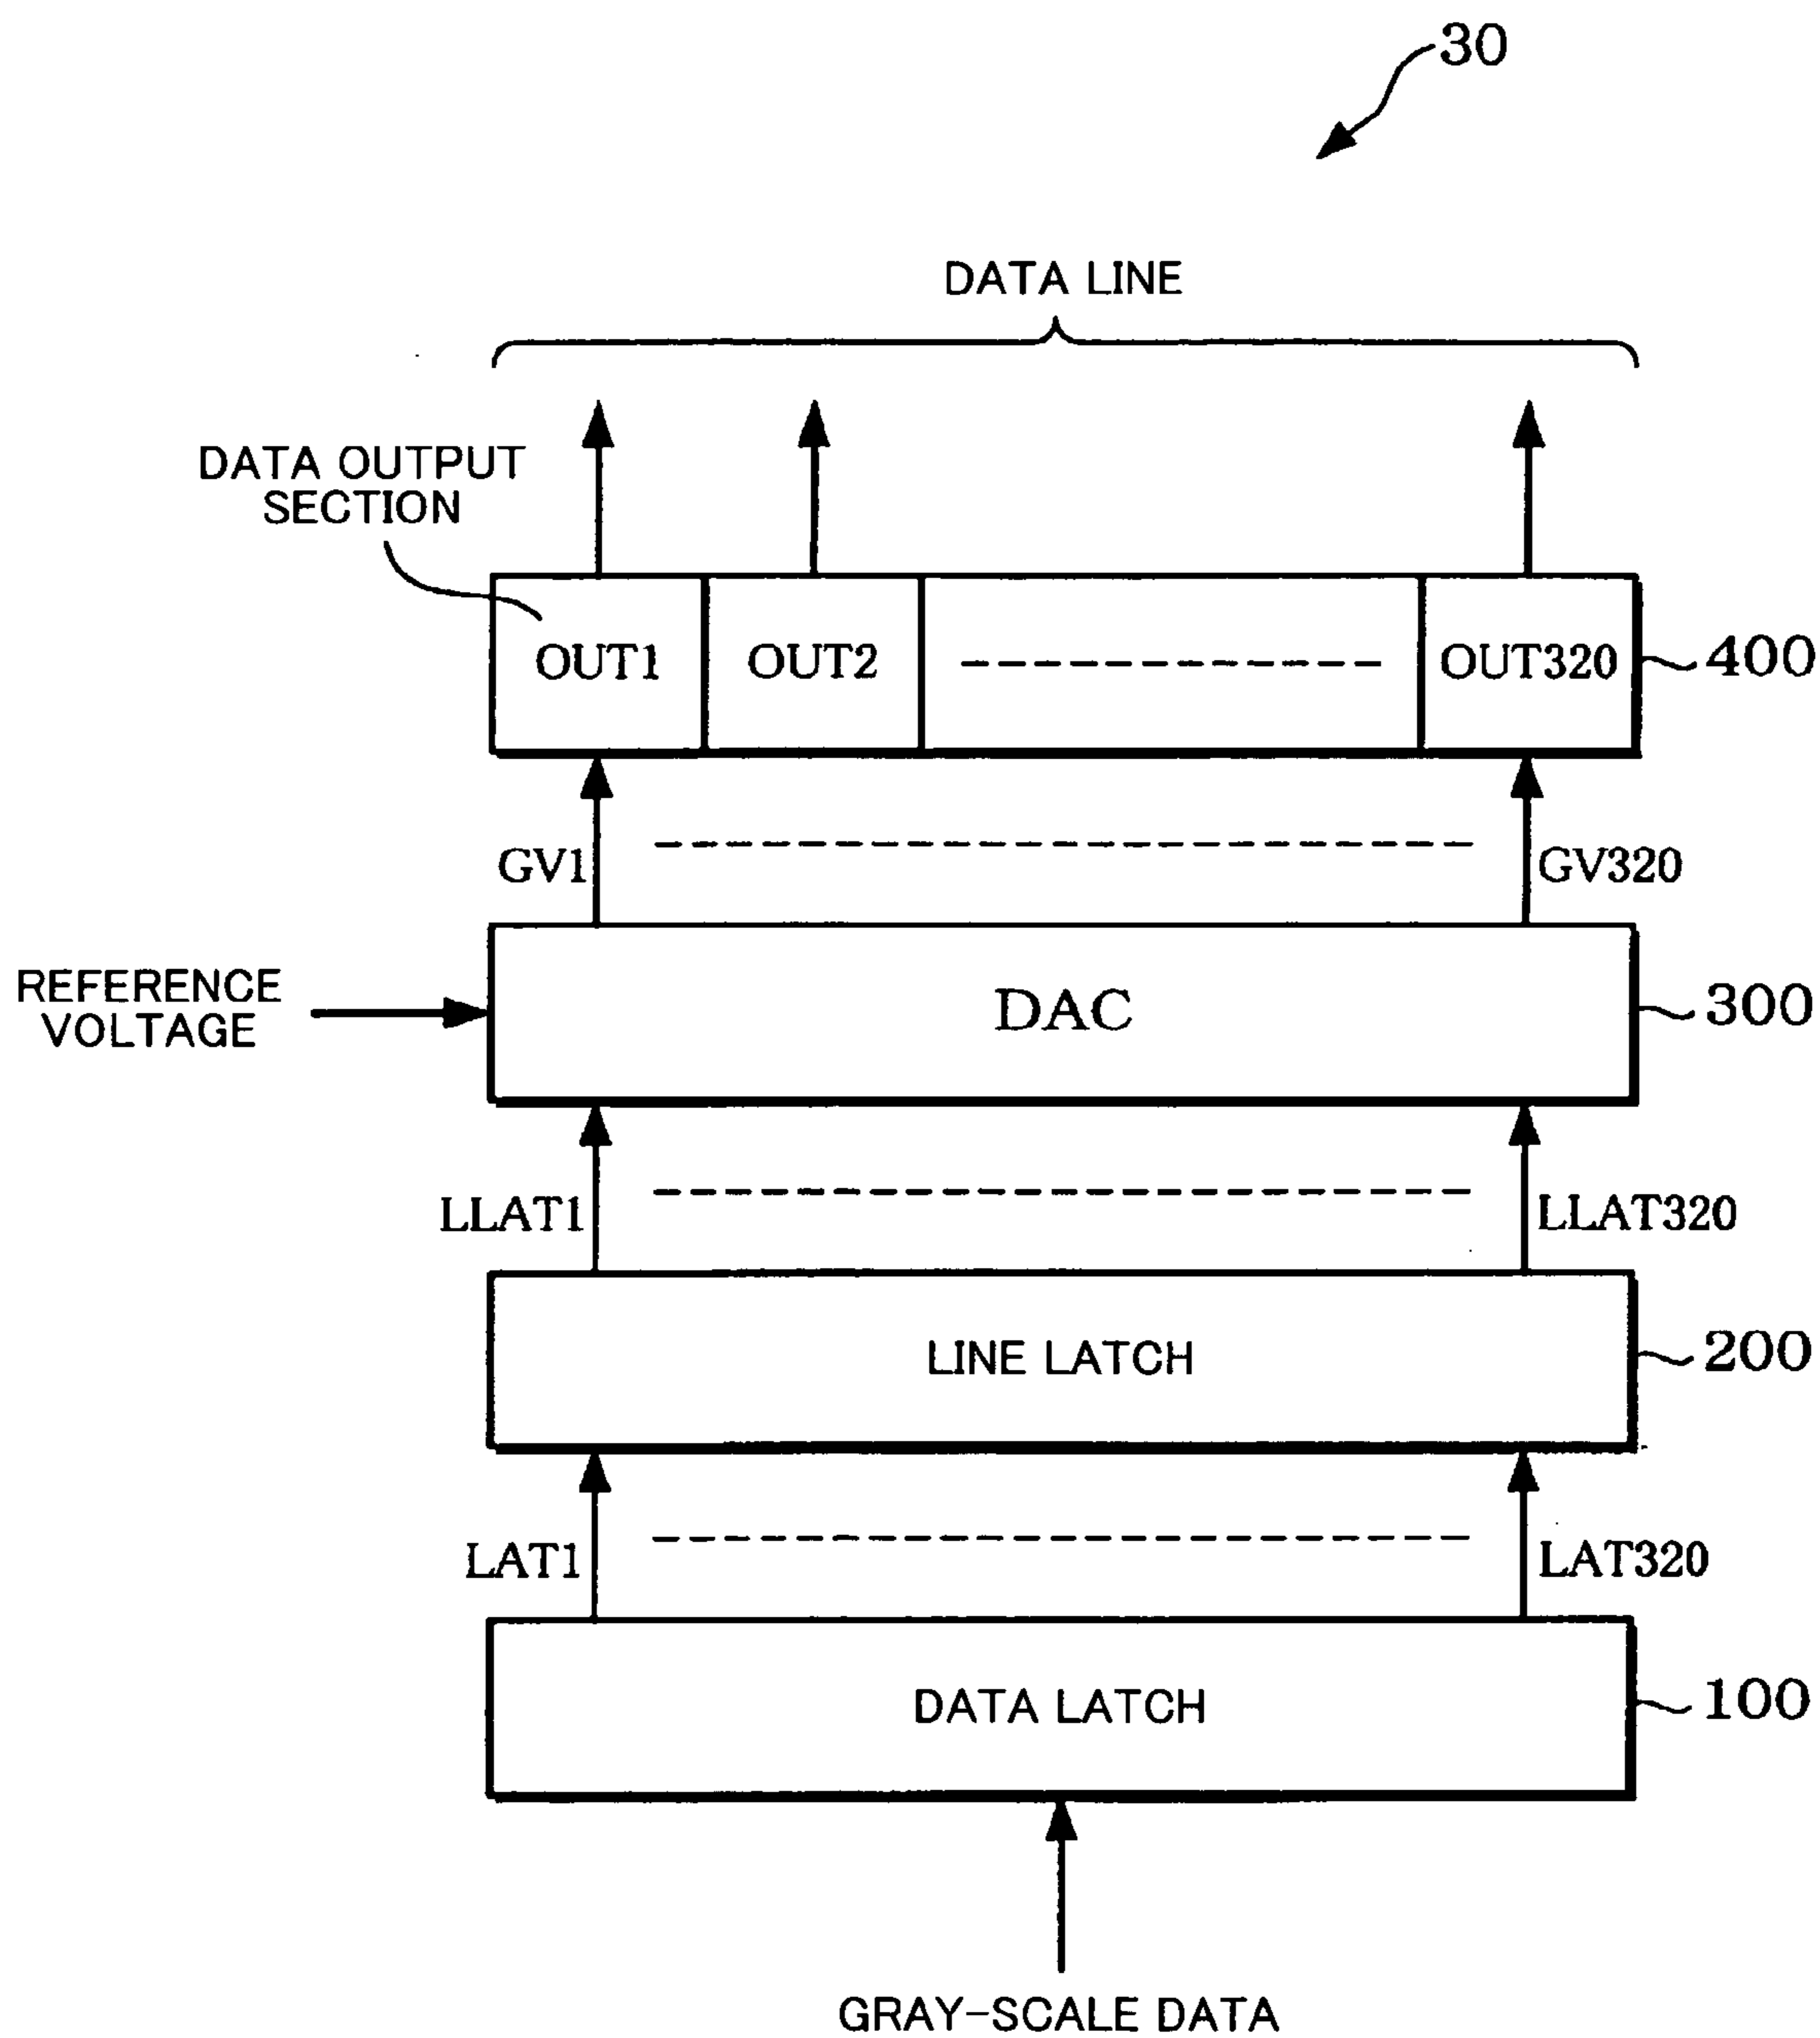 30
DATA LINE
DATA OUTPUT
SECTION
OUT1
OUT2
OUT320
400
GV1
GV320
REFERENCE
VOLTAGE
DAC
300
LLAT1
LLAT320
LINE LATCH
200
LAT1
LAT320
DATA LATCH
100
GRAY-SCALE DATA